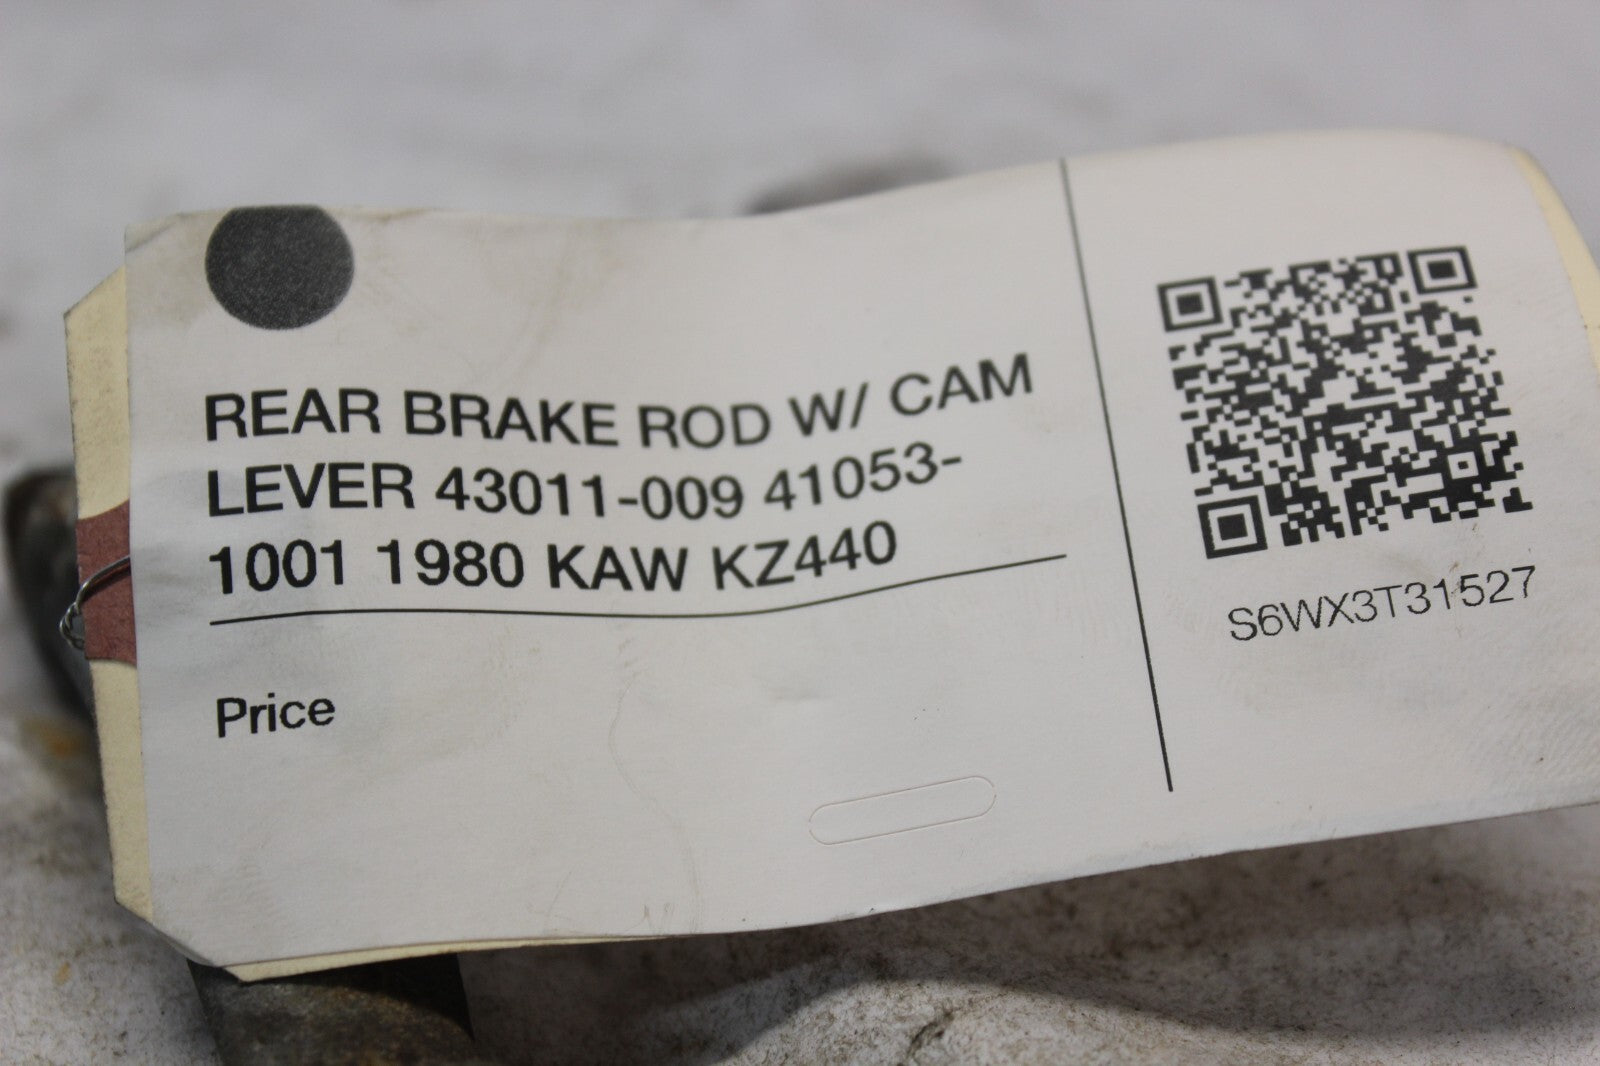 REAR BRAKE ROD W/ CAM
LEVER 43011-009 41053-
1001 1980 KAW KZ440
Price
S6WX3T31527